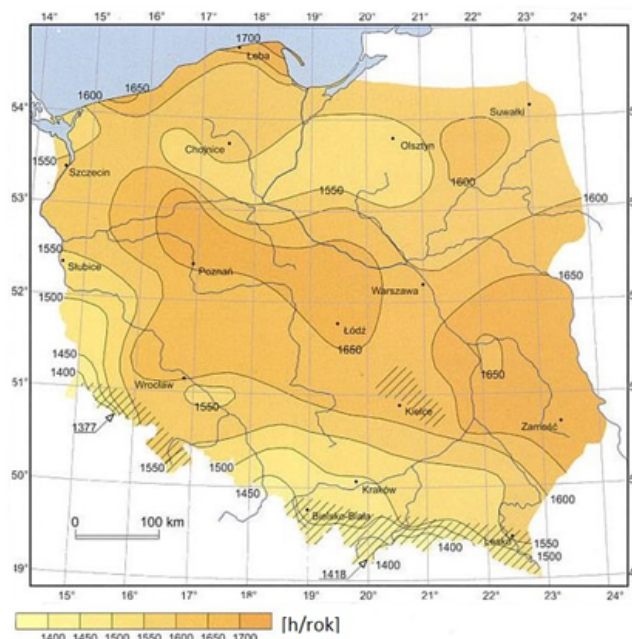 14° 15° 16° 17° 18° 19° 20° 21° 22° 23° 24°
1700
Łeba
1650
1600
54°
Suwałki
Chojnice
Olsztyn
1550
Szczecin
1550
1600
53°
1600
1550
Słubice
Poznań
1650
Warszawa
52°
1500
Łódź
1650
1450
1650
1400
51°
Wrocław
1550
Kielce
Zamość
1377
1550
1500
50°
1450
Kraków
1600
Bielsko-Biała
0 100 km
Lesko
1550
1400
1500
1400
49°
1418
15° 16° 17° 18° 19° 20° 21° 22° 23°
1400 1450 1500 1550 1600 1650 1700
[h/rok]